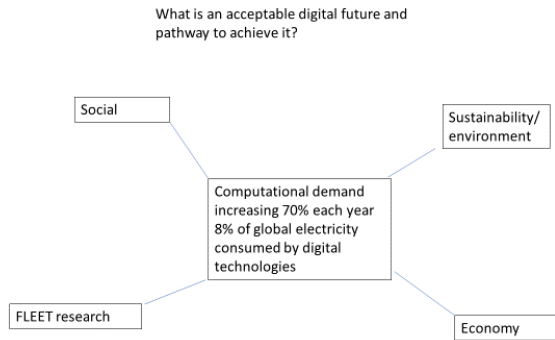 What is an acceptable digital future and
pathway to achieve it?
Social
Sustainability/
environment
Computational demand
increasing 70% each year
8% of global electricity
consumed by digital
technologies
FLEET research
Economy